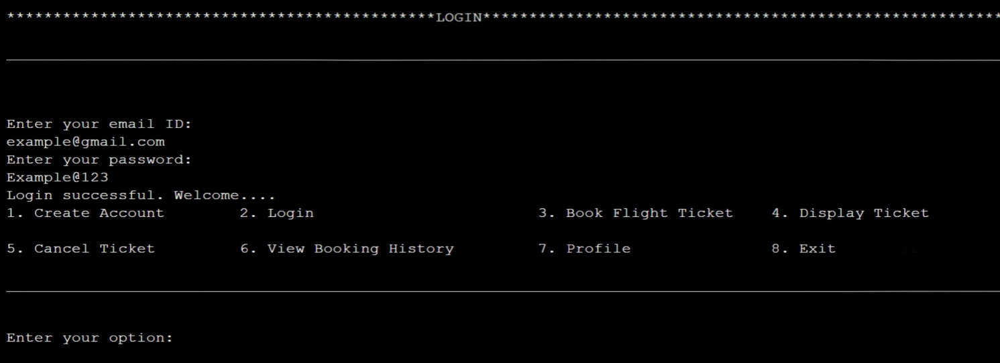 **********************************************LOGIN********************************************************
Enter your email ID:
example@gmail.com
Enter your password:
Example@123
Login successful. Welcome....
1. Create Account 2. Login 3. Book Flight Ticket 4. Display Ticket
5. Cancel Ticket 6. View Booking History 7. Profile 8. Exit
Enter your option: